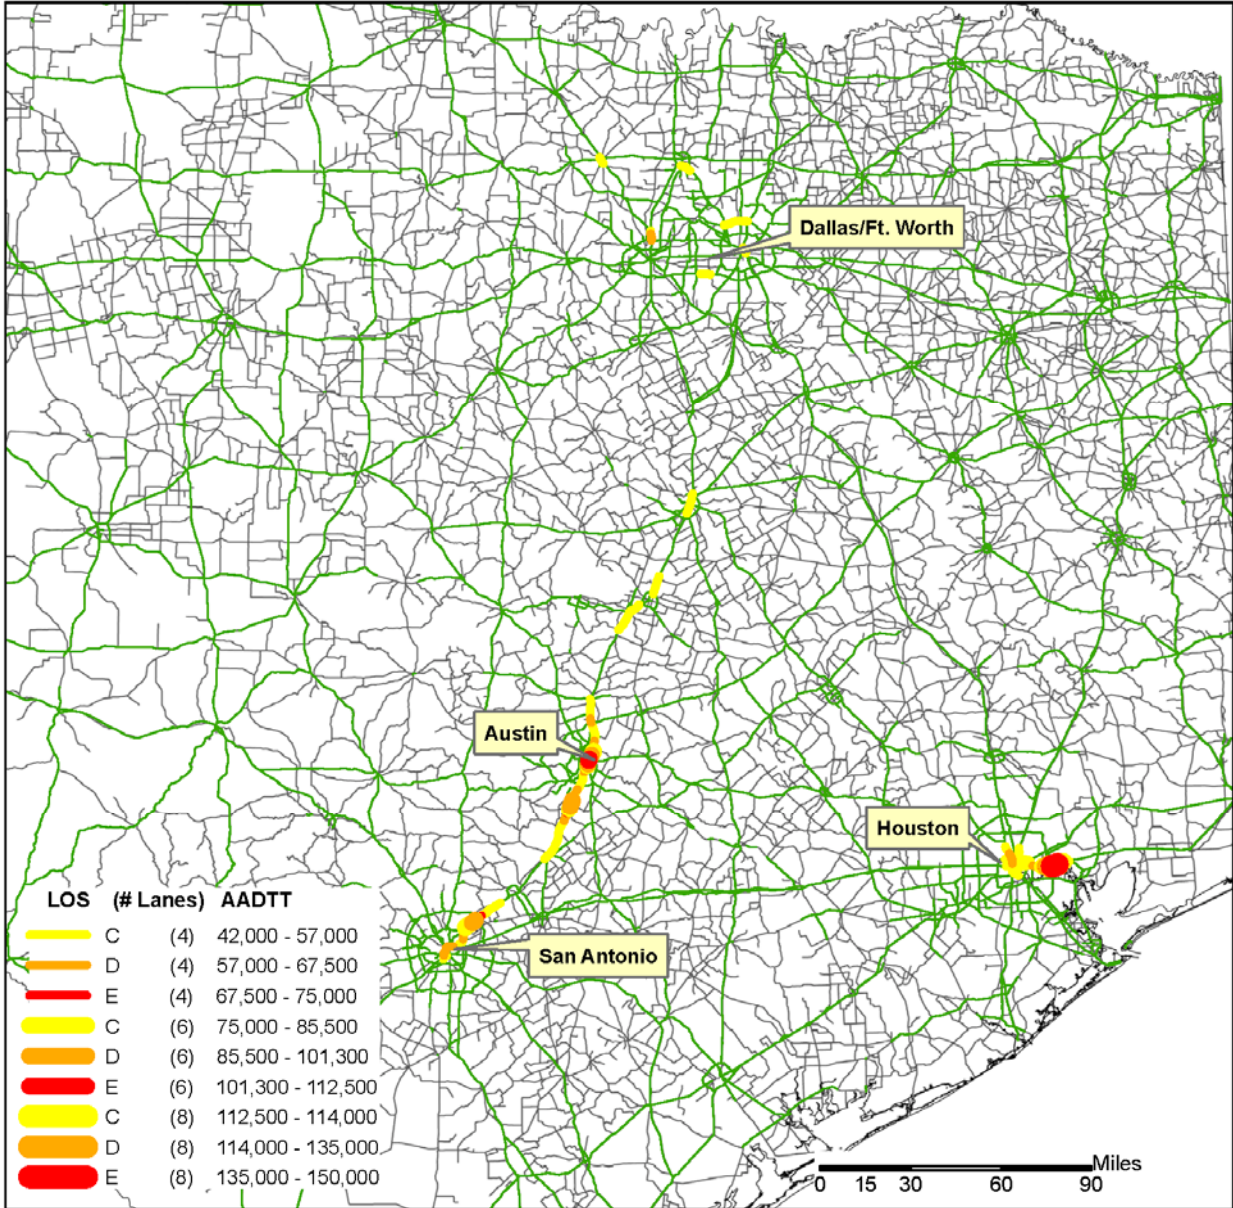 Dallas/Ft. Worth
Austin
Houston
San Antonio
LOS (# Lanes) AADTT
C (4) 42,000 - 57,000
D (4) 57,000 - 67,500
E (4) 67,500 - 75,000
C (6) 75,000 - 85,500
D (6) 85,500 - 101,300
E (6) 101,300 - 112,500
C (8) 112,500 - 114,000
D (8) 114,000 - 135,000
E (8) 135,000 - 150,000
Miles
0 15 30 60 90